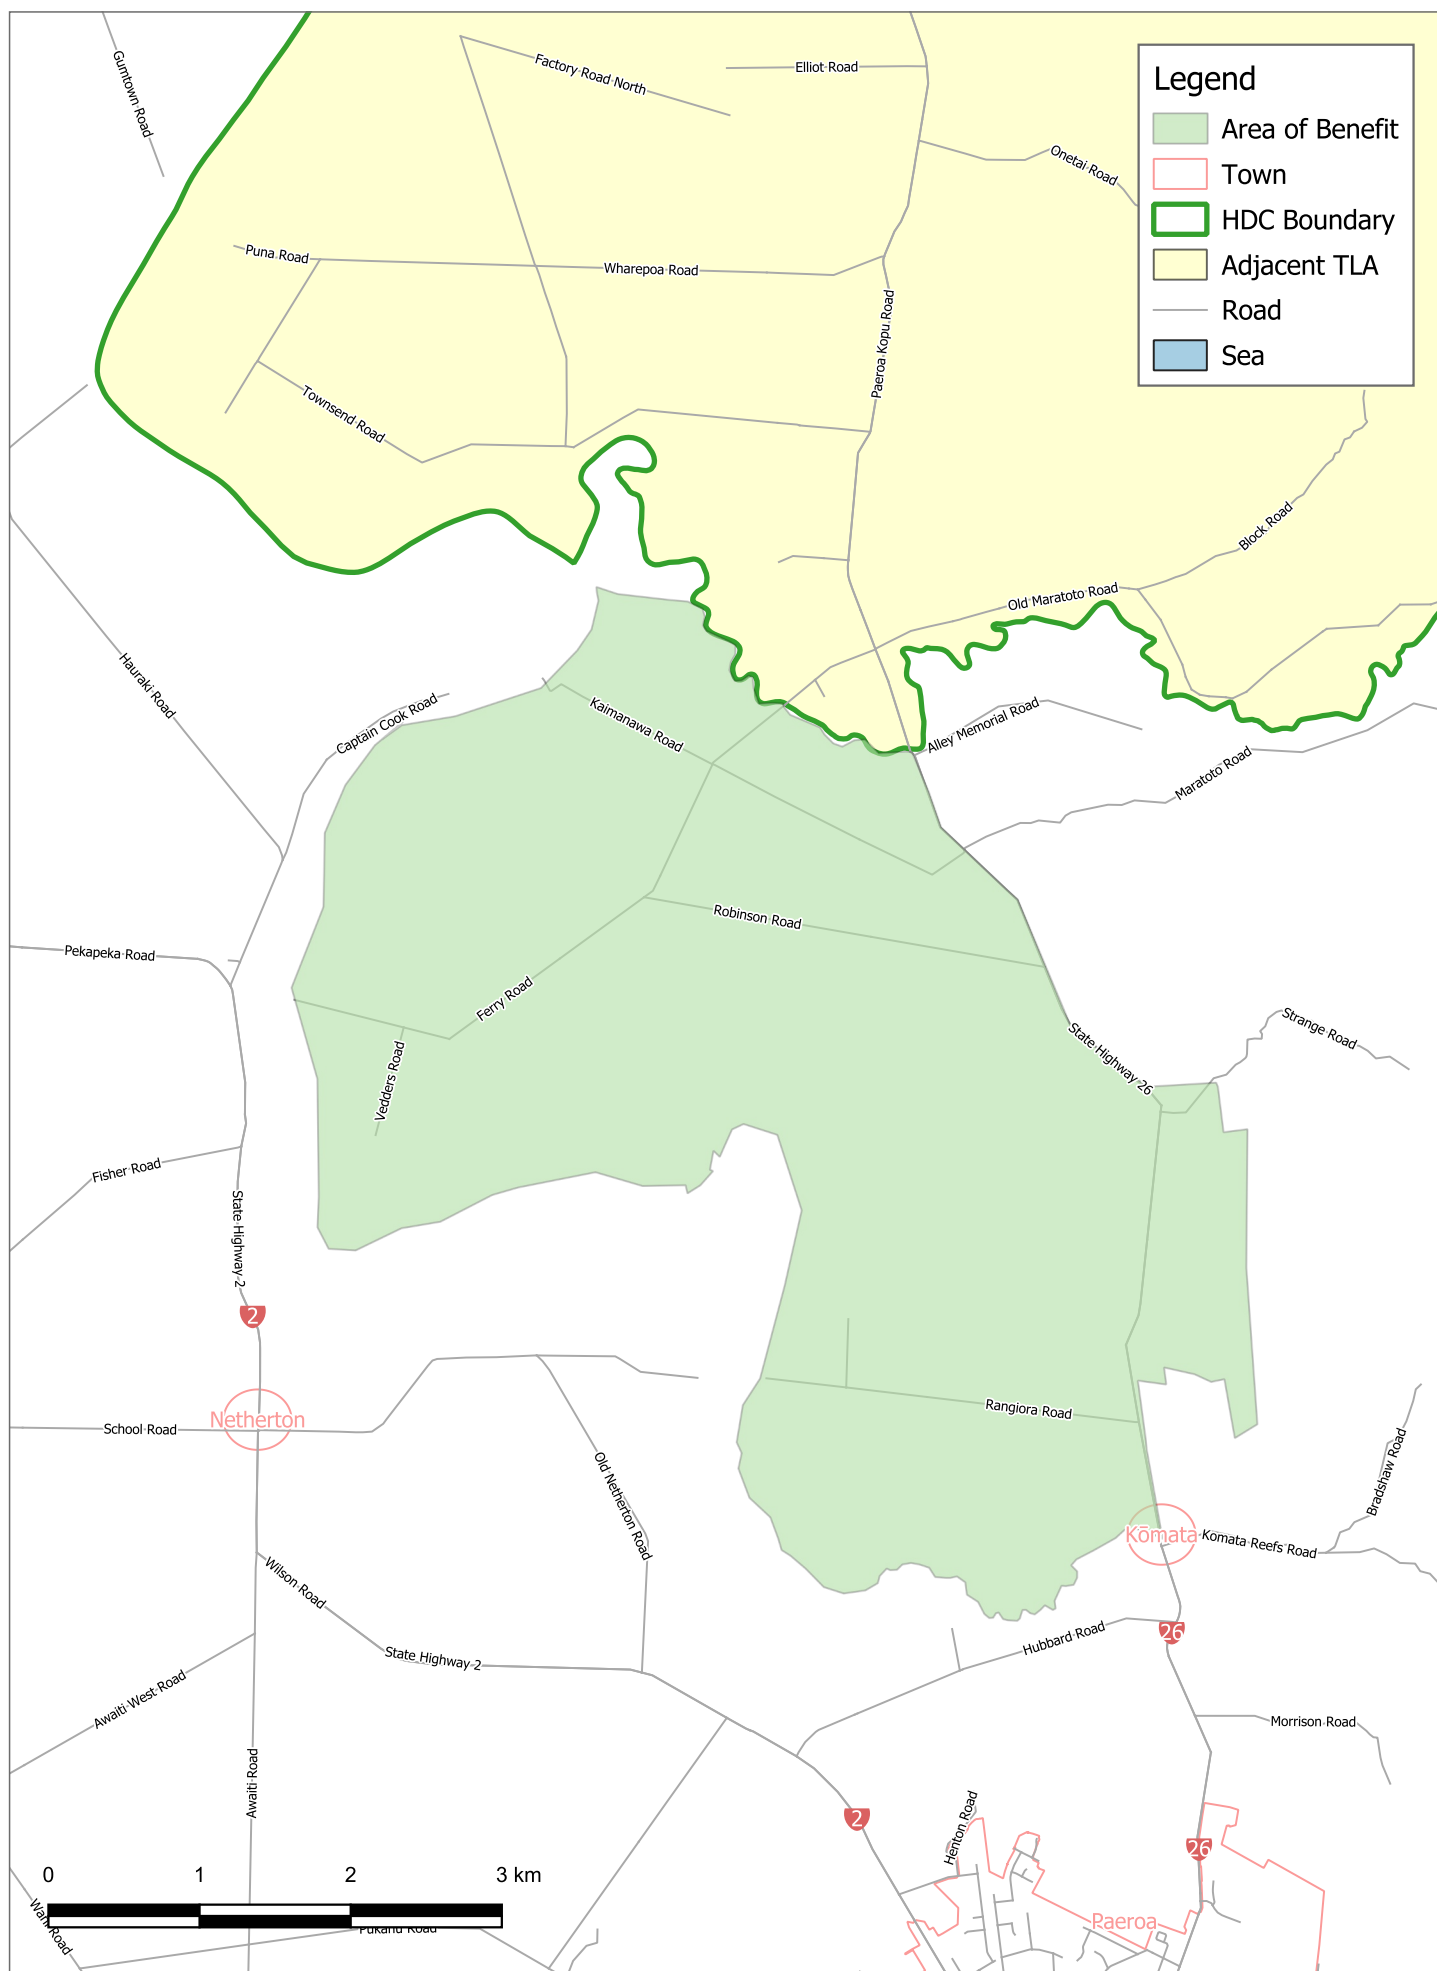 Gumtown Road
Factory Road North
Elliot Road
Onetai Road
Legend
Area of Benefit
Town
HDC Boundary
Adjacent TLA
Road
Sea
Puna Road
Wharepoa Road
Paeroa Kopu Road
Townsend Road
Block Road
Old Maratoto Road
Hauraki Road
Captain Cook Road
Kaimanawa Road
Alley Memorial Road
Maratoto Road
Robinson Road
Pekapeka Road
Ferry Road
Strange Road
State Highway 26
Vedders Road
Fisher Road
State Highway 2
2
Netherton
School Road
Rangiora Road
Bradshaw Road
Old Netherton Road
Kōmata
Komata Reefs Road
Wilson Road
Hubbard Road
26
State Highway 2
Awaiti West Road
Morrison Road
Awaiti Road
2
Henton Road
26
0 1 2 3 km
Paeroa
Road
Road